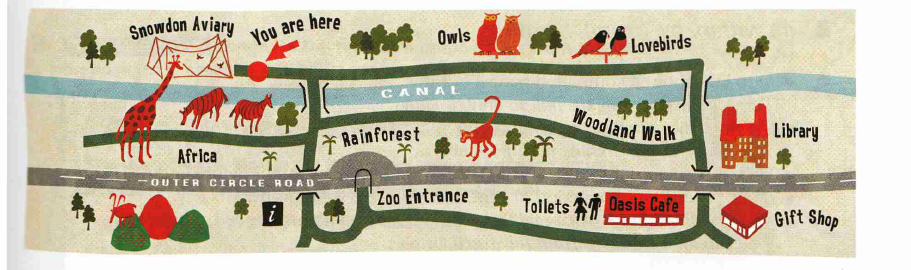 Snowdon Aviary
You are here
Owls
Lovebirds
CANAL
Woodland Walk
Library
Rainforest
Africa
OUTER CIRCLE ROAD
Zoo Entrance
i
Toilets
Oasis Cafe
Gift Shop